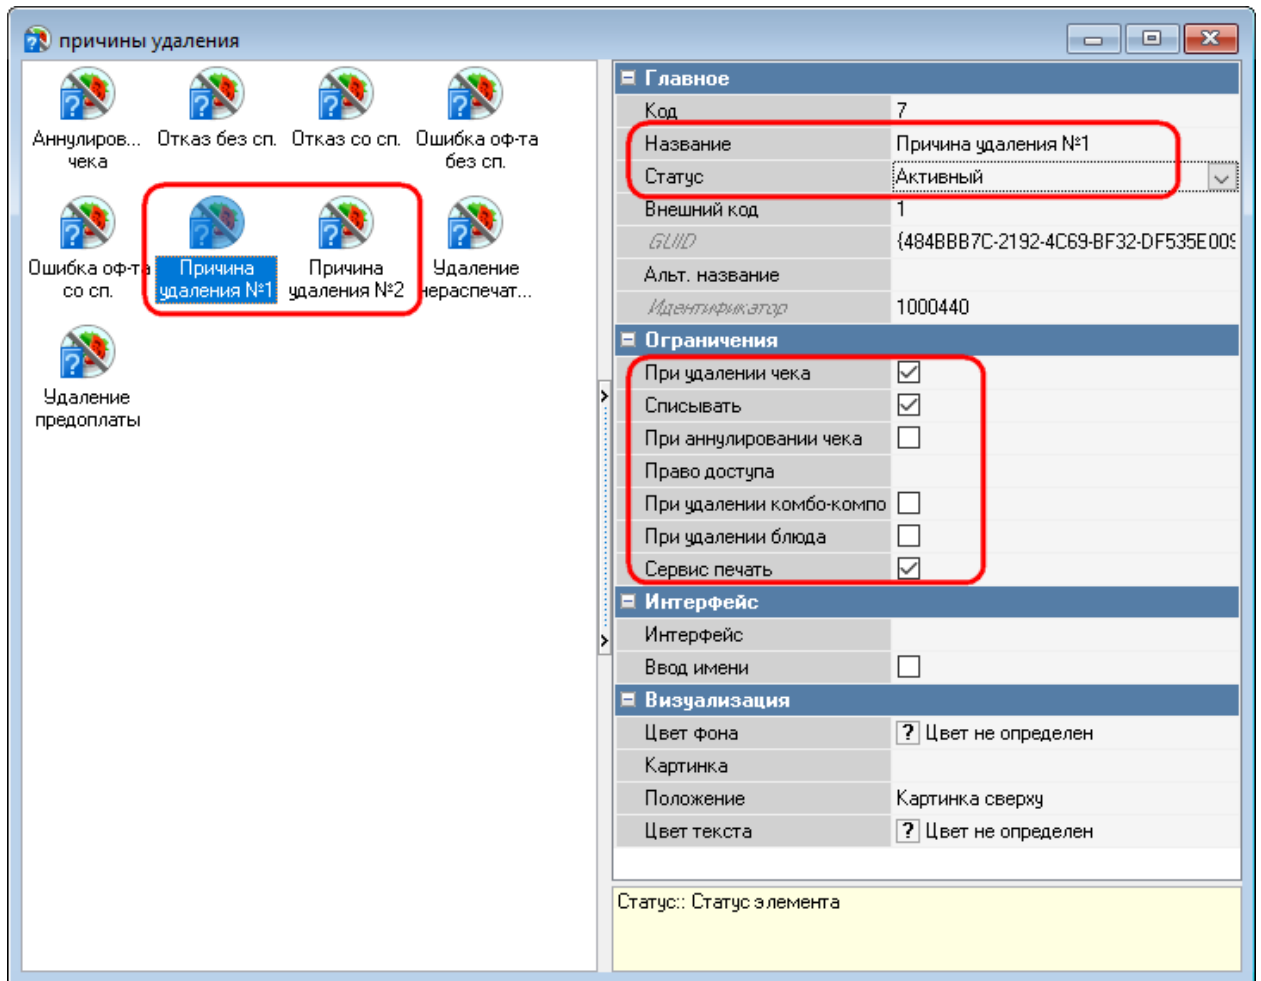 причины удаления
Аннулиров...
чека
Отказ без сп.
Отказ со сп.
Ошибка оф-та
без сп.
Ошибка оф-та
со сп.
Причина
удаления №1
Причина
удаления №2
Удаление
нераспечат...
Удаление
предоплаты
Главное
Код 7
Название Причина удаления №1
Статус Активный
Внешний код 1
GUID {484BBB7C-2192-4C69-BF32-DF535E009
Альт. название
Идентификатор 1000440
Ограничения
При удалении чека
Списывать
При аннулировании чека
Право доступа
При удалении комбо-компо
При удалении блюда
Сервис печать
Интерфейс
Интерфейс
Ввод имени
Визуализация
Цвет фона ? Цвет не определен
Картинка
Положение Картинка сверху
Цвет текста ? Цвет не определен
Статус:: Статус элемента